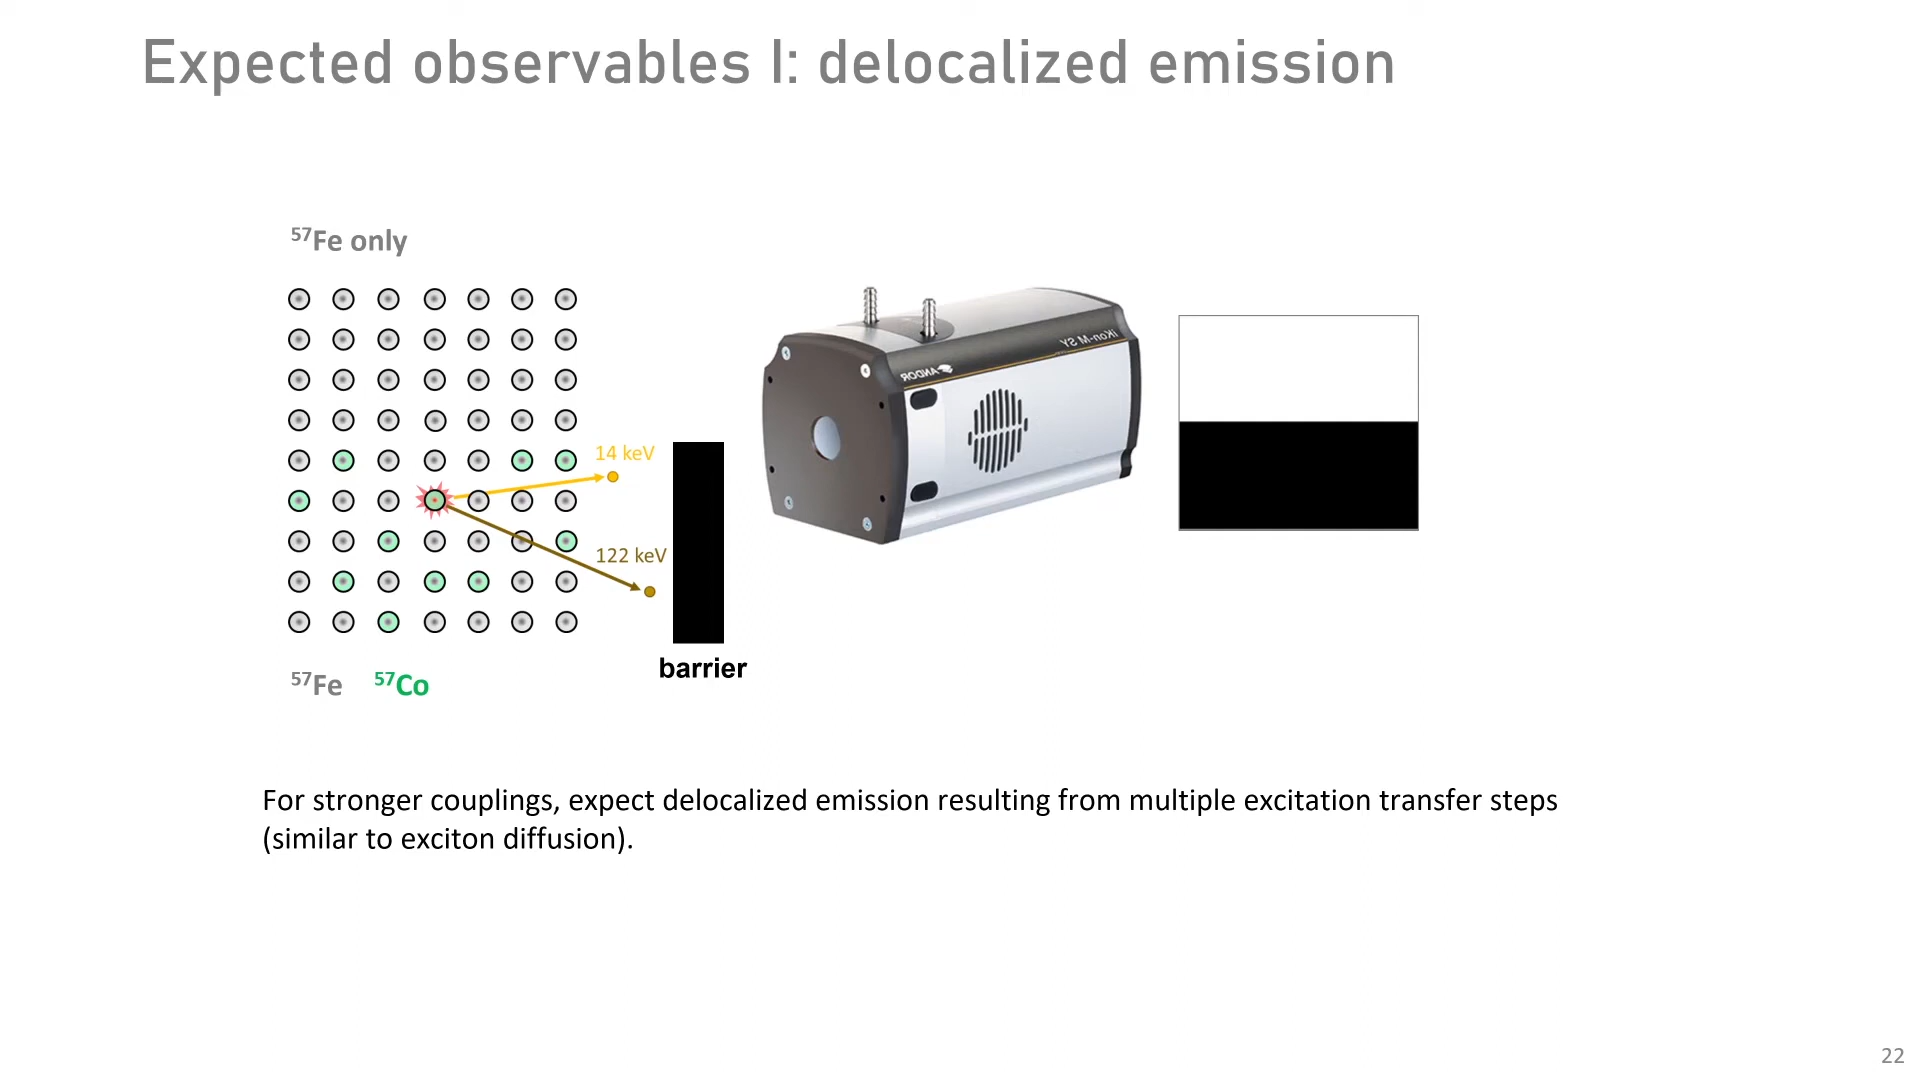 Expected observables I: delocalized emission
⁵⁷Fe only
14 keV
122 keV
barrier
⁵⁷Fe ⁵⁷Co
iKon-M SY
ANDOR
For stronger couplings, expect delocalized emission resulting from multiple excitation transfer steps
(similar to exciton diffusion).
22